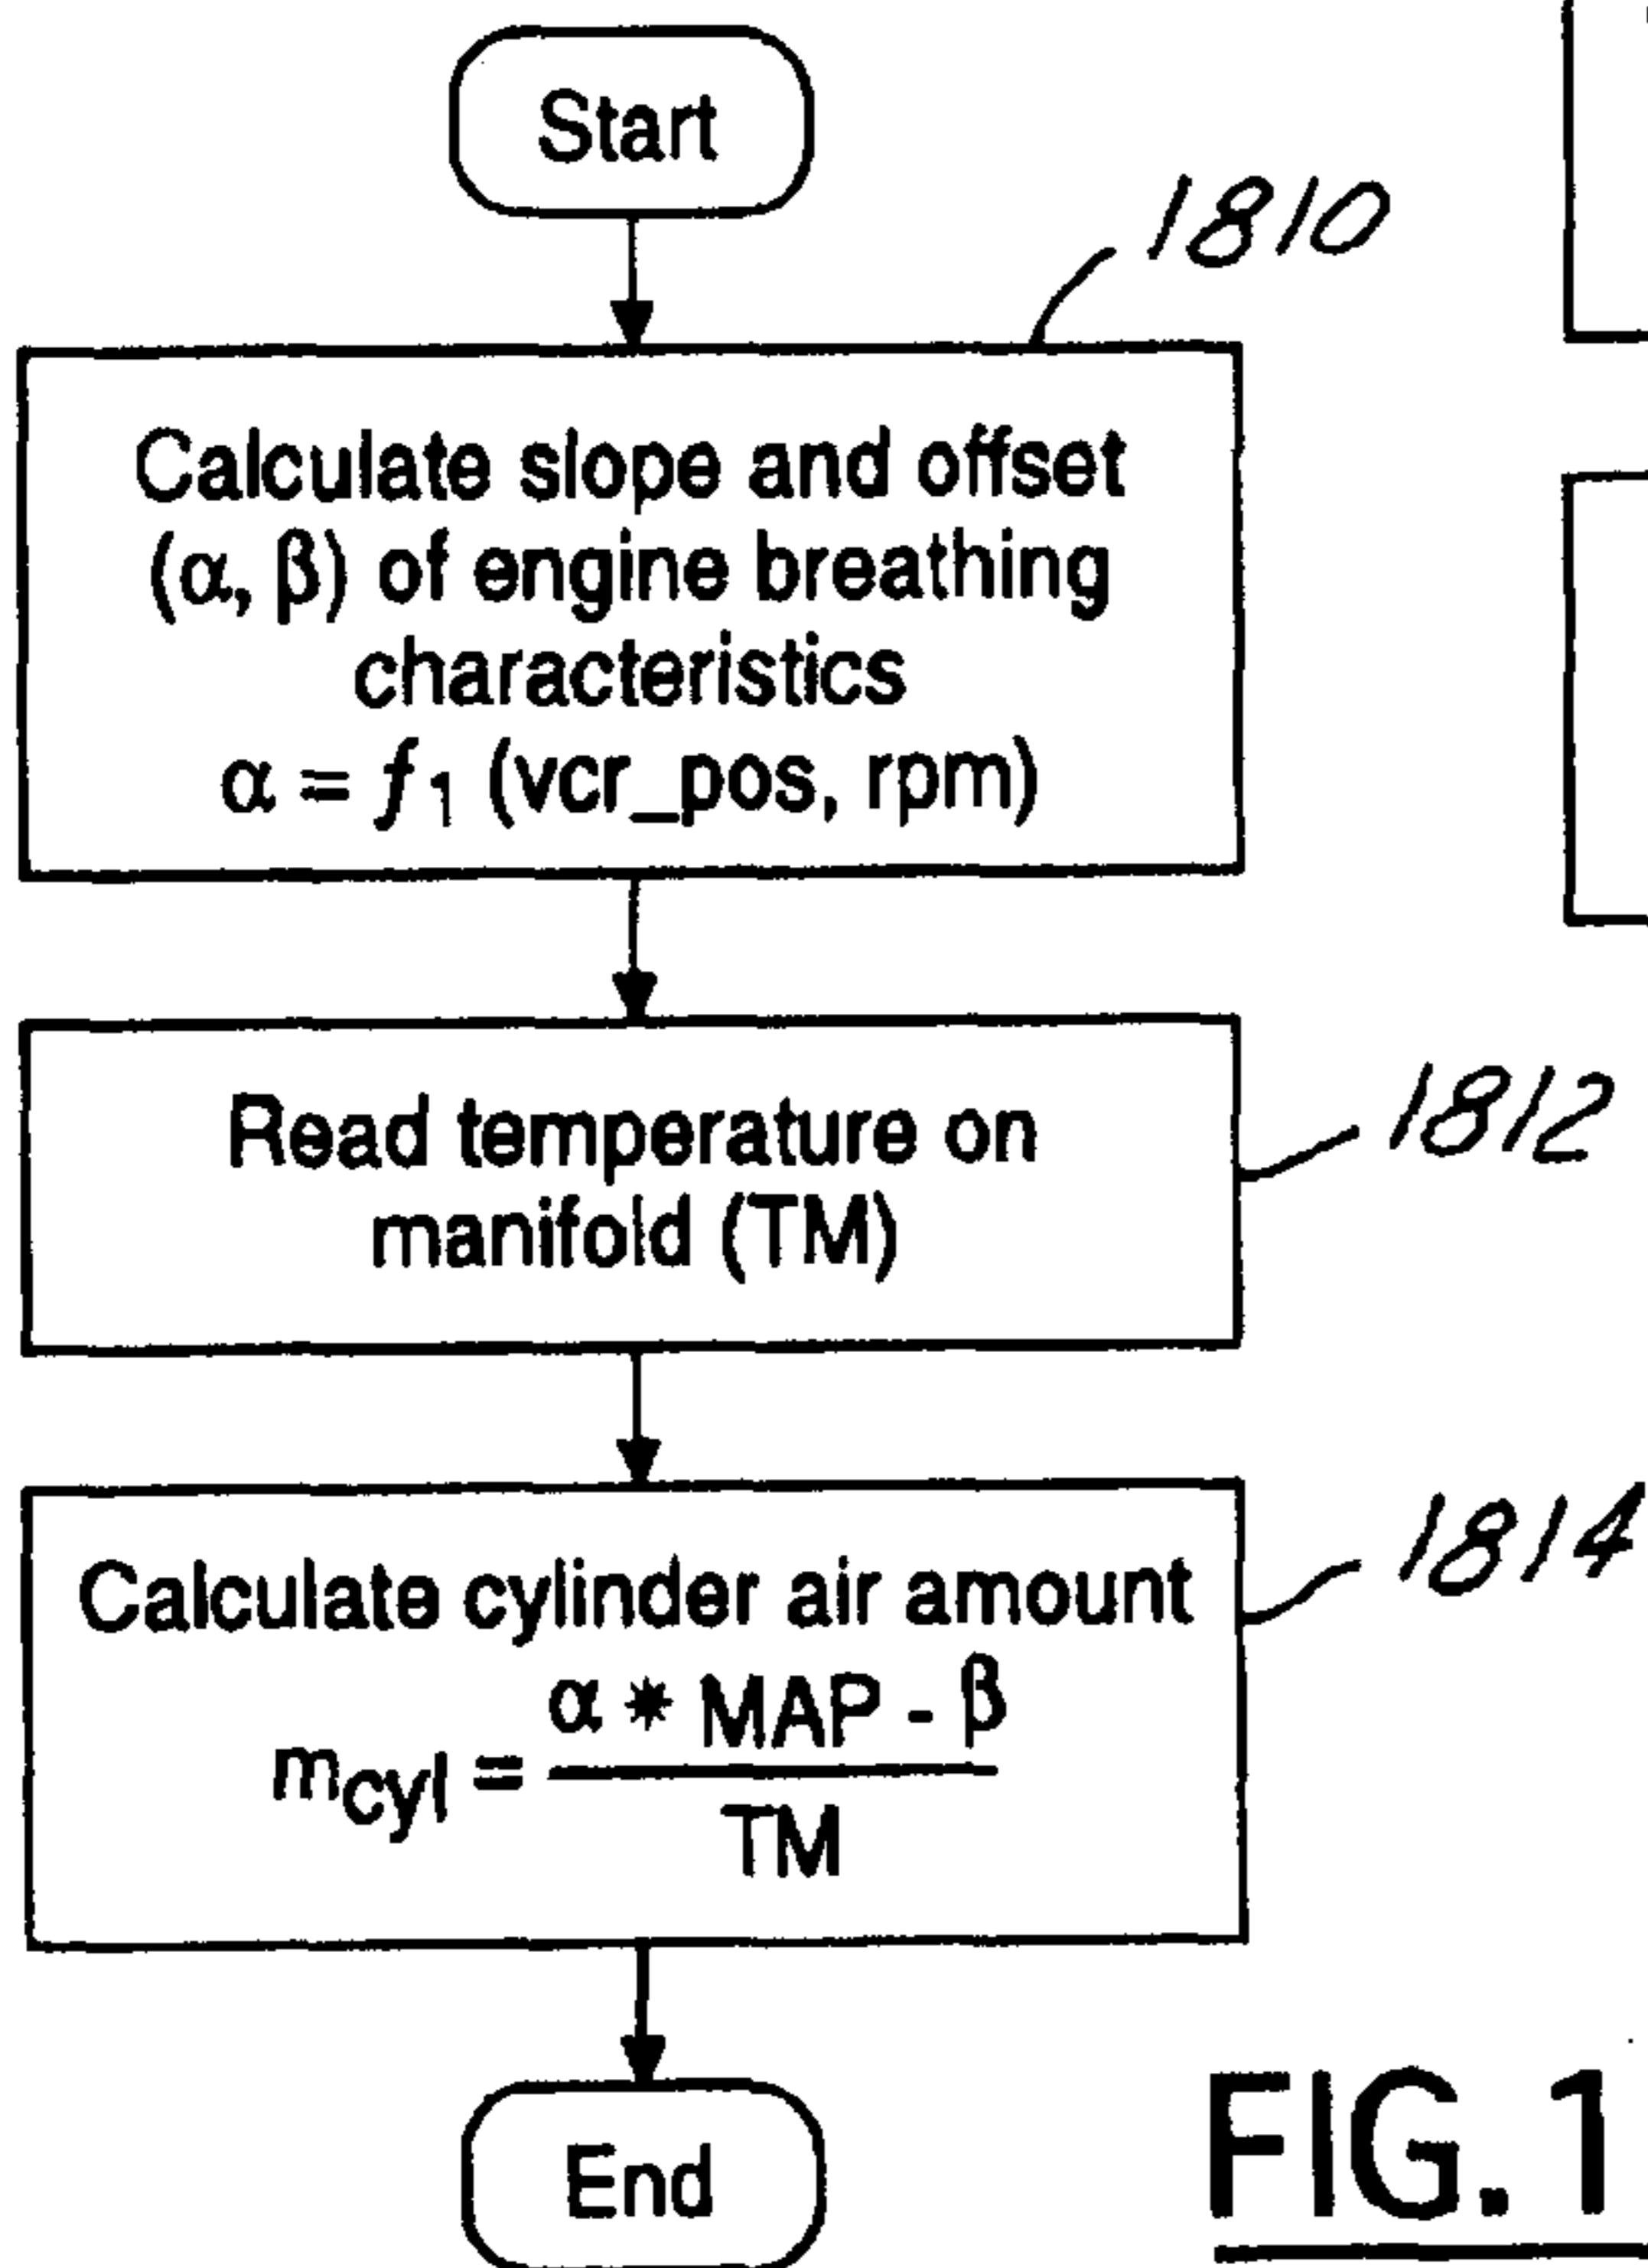 Start
1810
Calculate slope and offset
(α, β) of engine breathing
characteristics
α = f1 (vcr_pos, rpm)
Read temperature on
manifold (TM)
1812
Calculate cylinder air amount
1814
mcyl = α * MAP - β
TM
End
FIG. 1